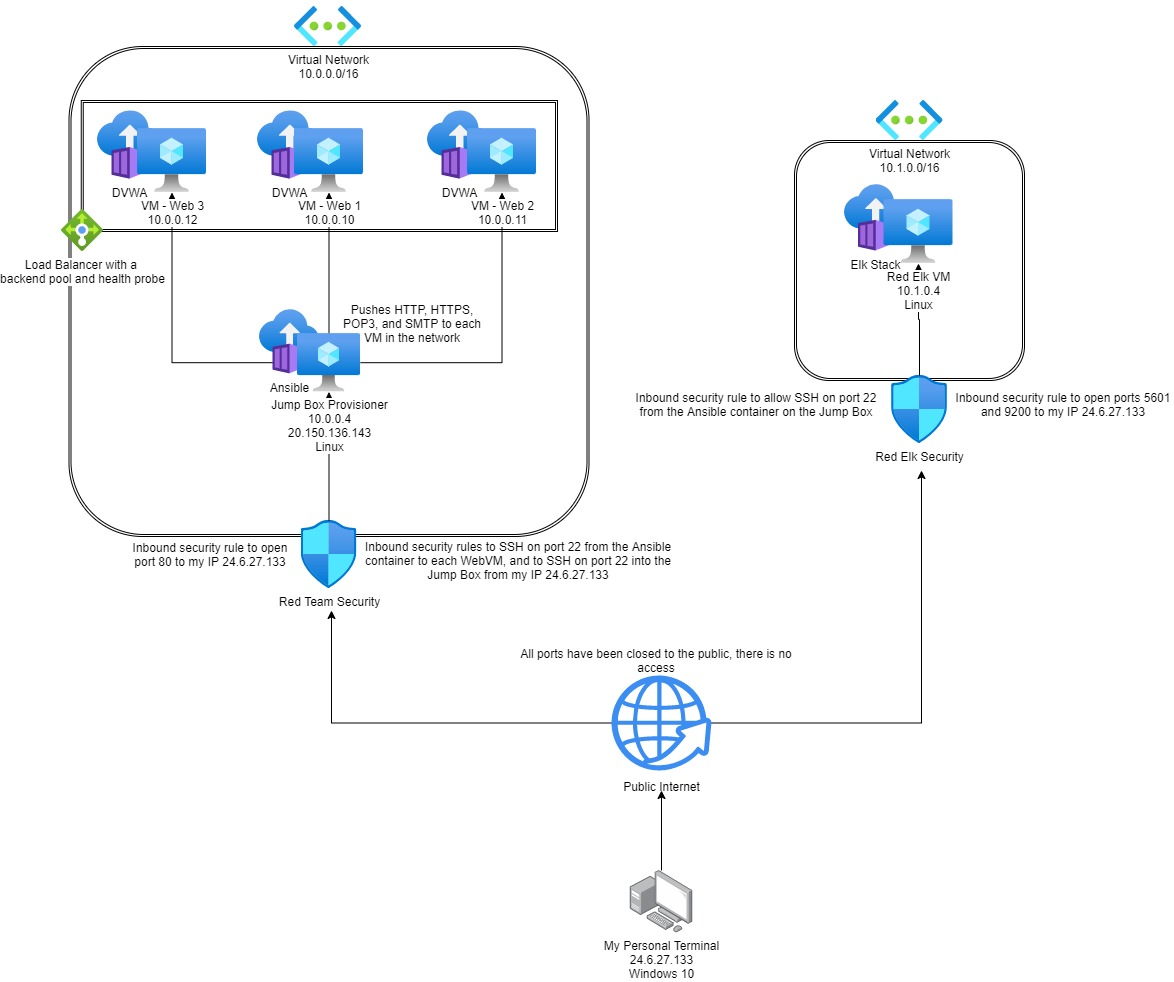 Virtual Network
10.0.0.0/16
DVWA
VM - Web 3
10.0.0.12
DVWA
VM - Web 1
10.0.0.10
DVWA
VM - Web 2
10.0.0.11
Load Balancer with a
backend pool and health probe
Pushes HTTP, HTTPS,
POP3, and SMTP to each
VM in the network
Ansible
Jump Box Provisioner
10.0.0.4
20.150.136.143
Linux
Inbound security rule to open
port 80 to my IP 24.6.27.133
Inbound security rules to SSH on port 22 from the Ansible
container to each WebVM, and to SSH on port 22 into the
Jump Box from my IP 24.6.27.133
Red Team Security
Virtual Network
10.1.0.0/16
Elk Stack
Red Elk VM
10.1.0.4
Linux
Inbound security rule to allow SSH on port 22
from the Ansible container on the Jump Box
Inbound security rule to open ports 5601
and 9200 to my IP 24.6.27.133
Red Elk Security
All ports have been closed to the public, there is no
access
Public Internet
My Personal Terminal
24.6.27.133
Windows 10